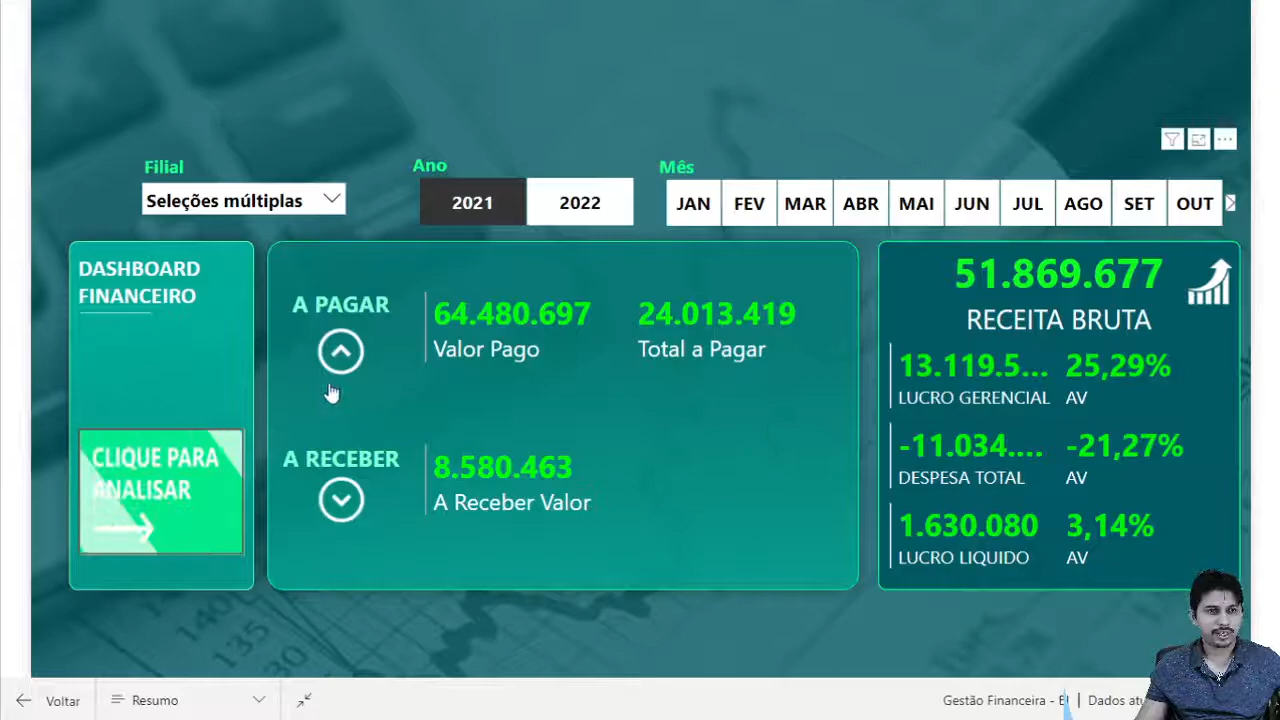 Filial
Seleções múltiplas
Ano
2021
2022
Mês
JAN
FEV
MAR
ABR
MAI
JUN
JUL
AGO
SET
OUT
DASHBOARD
FINANCEIRO
CLIQUE PARA
ANALISAR
A PAGAR
64.480.697
Valor Pago
24.013.419
Total a Pagar
A RECEBER
8.580.463
A Receber Valor
51.869.677
RECEITA BRUTA
13.119.5...
25,29%
LUCRO GERENCIAL
AV
-11.034....
-21,27%
DESPESA TOTAL
AV
1.630.080
3,14%
LUCRO LIQUIDO
AV
140
135
130
Voltar
Resumo
Gestão Financeira -
Dados